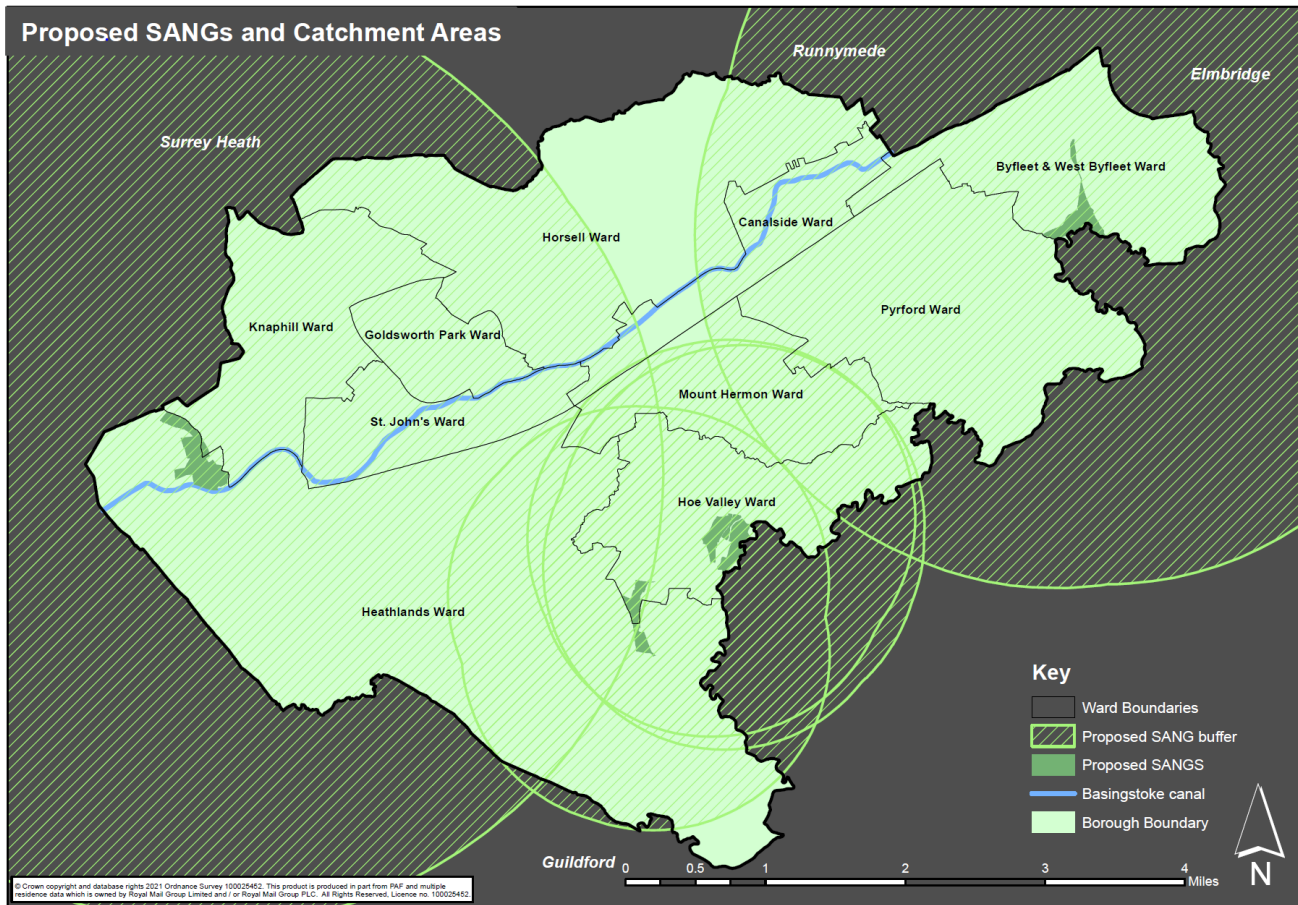 Proposed SANGs and Catchment Areas
Runnymede
Elmbridge
Surrey Heath
Byfleet & West Byfleet Ward
Canalside Ward
Horsell Ward
Pyrford Ward
Knaphill Ward
Goldsworth Park Ward
Mount Hermon Ward
St. John's Ward
Hoe Valley Ward
Heathlands Ward
Key
Ward Boundaries
Proposed SANG buffer
Proposed SANGS
Basingstoke canal
Borough Boundary
Guildford
0 0.5 1 2 3 4
Miles
N
© Crown copyright and database rights 2021 Ordnance Survey 100025452. This product is produced in part from PAF and multiple
residence data which is owned by Royal Mail Group Limited and / or Royal Mail Group PLC. All Rights Reserved, Licence no. 100025452.